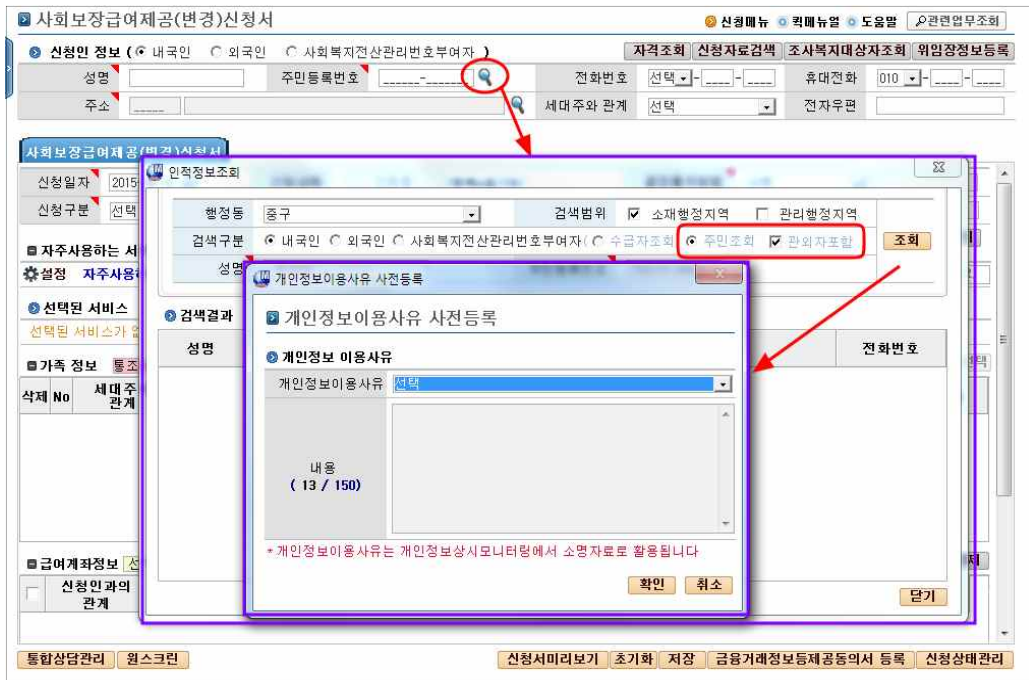 사회보장급여제공(변경)신청서
신청메뉴 퀵메뉴얼 도움말 관련업무조회
신청인 정보 ( 내국인 외국인 사회복지전산관리번호부여자 ) 자격조회 신청자료검색 조사복지대상자조회 위임장정보등록
성명 주민등록번호 ______-_______ 전화번호 선택 -____-____ 휴대전화 010 -____-____
주소 _____ 세대주와 관계 선택 전자우편
사회보장급여제공(변경)신청서
인적정보조회
신청일자 2015
신청구분 선택
행정동 중구 검색범위 소재행정지역 관리행정지역
검색구분 내국인 외국인 사회복지전산관리번호부여자( 수급자조회 주민조회 관외자포함 조회
자주사용하는 서
성명
설정 자주사용
개인정보이용사유 사전등록
선택된 서비스
검색결과
개인정보이용사유 사전등록
선택된 서비스가
성명 전화번호
개인정보 이용사유
가족 정보 통조
개인정보이용사유 선택
삭제 No 세대주
관계
내용
( 13 / 150)
* 개인정보이용사유는 개인정보상시모니터링에서 소명자료로 활용됩니다
급여계좌정보
확인 취소
신청인과의
관계
닫기
통합상담관리 원스크린 신청서미리보기 초기화 저장 금융거래정보등제공동의서 등록 신청상태관리